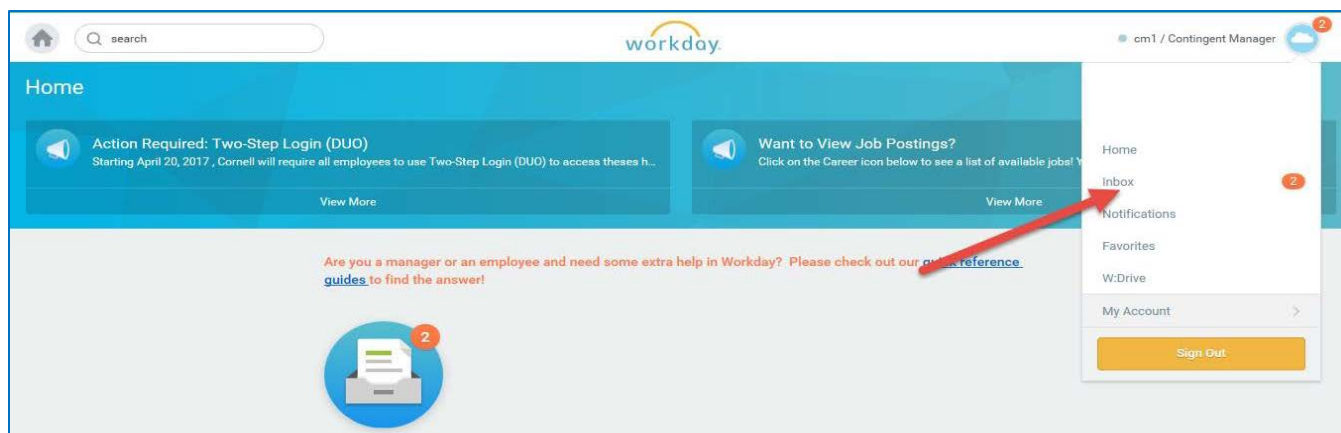 search
workday.
cm1 / Contingent Manager
2
Home
Action Required: Two-Step Login (DUO)
Starting April 20, 2017 , Cornell will require all employees to use Two-Step Login (DUO) to access theses h...
View More
Want to View Job Postings?
Click on the Career icon below to see a list of available jobs! Y
View More
Home
Inbox 2
Notifications
Favorites
W:Drive
My Account
Sign Out
Are you a manager or an employee and need some extra help in Workday? Please check out our quick reference
guides to find the answer!
2